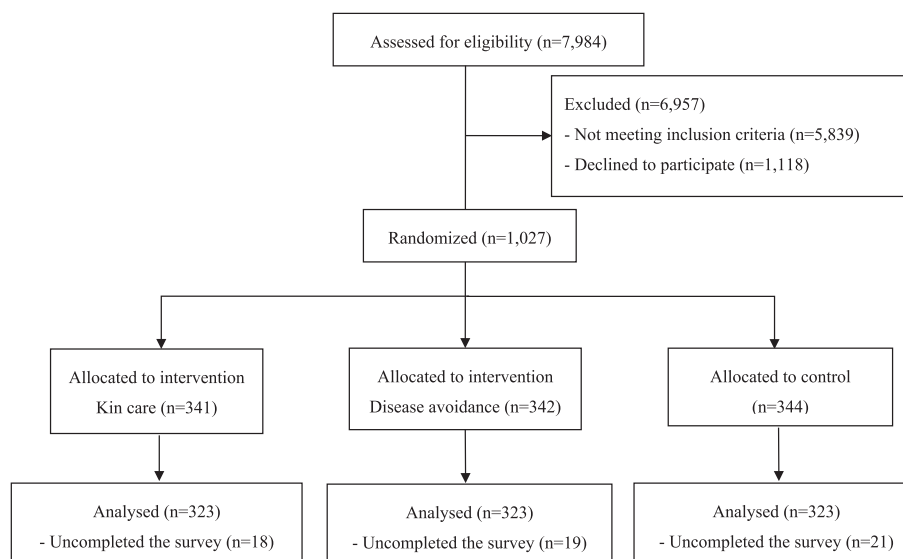 Assessed for eligibility (n=7,984)
Excluded (n=6,957)
- Not meeting inclusion criteria (n=5,839)
- Declined to participate (n=1,118)
Randomized (n=1,027)
Allocated to intervention
Kin care (n=341)
Allocated to intervention
Disease avoidance (n=342)
Allocated to control
(n=344)
Analysed (n=323)
- Uncompleted the survey (n=18)
Analysed (n=323)
- Uncompleted the survey (n=19)
Analysed (n=323)
- Uncompleted the survey (n=21)